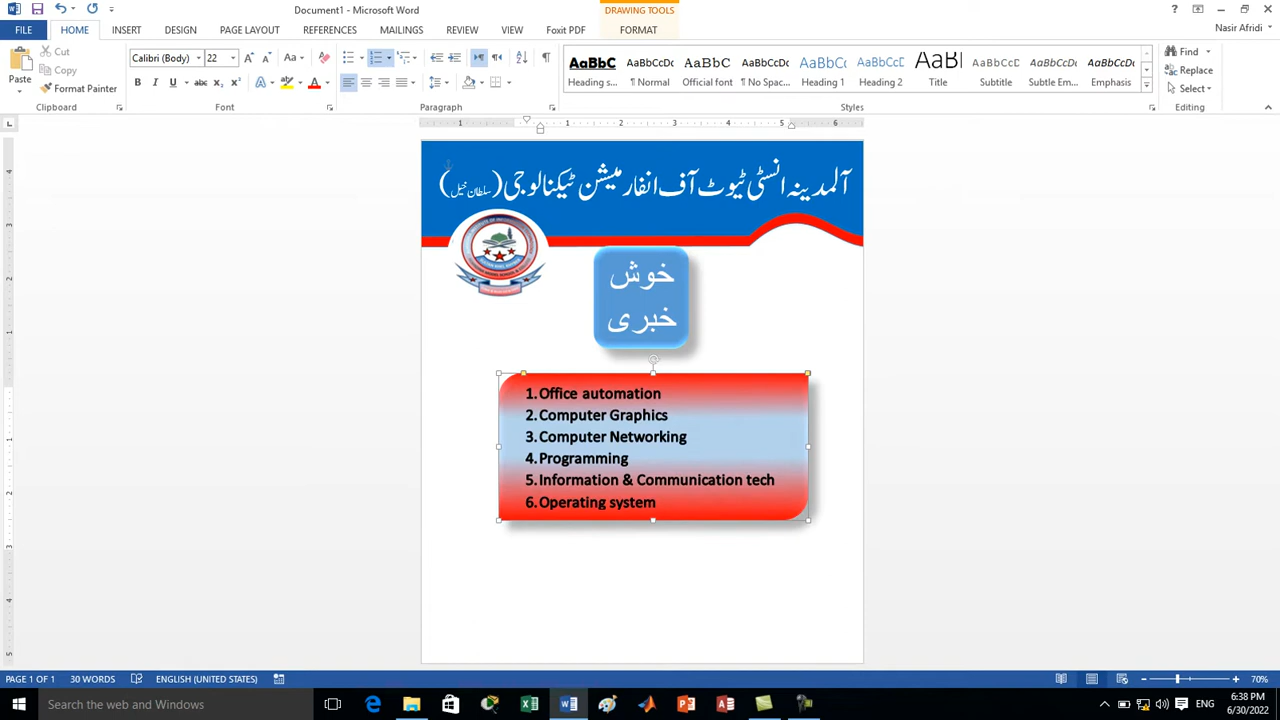 Document1 - Microsoft Word
DRAWING TOOLS
FILE HOME INSERT DESIGN PAGE LAYOUT REFERENCES MAILINGS REVIEW VIEW Foxit PDF FORMAT
Nasir Afridi
Paste
Cut
Copy
Format Painter
Clipboard
Calibri (Body) 22
Font
Paragraph
AaBbC AaBbCcDc AaBbC AaBbCcDc AaBbC AaBbCcD AaBl AaBbCcD AaBbCcDc AaBbCcDc
Heading s... ¶ Normal Official font ¶ No Spac... Heading 1 Heading 2 Title Subtitle Subtle Em... Emphasis
Styles
Find
Replace
Select
Editing
آلمدینہ انسٹی ٹیوٹ آف انفارمیشن ٹیکنالوجی (سلطان خیل)
خوش
خبری
1. Office automation
2. Computer Graphics
3. Computer Networking
4. Programming
5. Information & Communication tech
6. Operating system
PAGE 1 OF 1 30 WORDS ENGLISH (UNITED STATES) 70%
Search the web and Windows
ENG
6:38 PM
6/30/2022